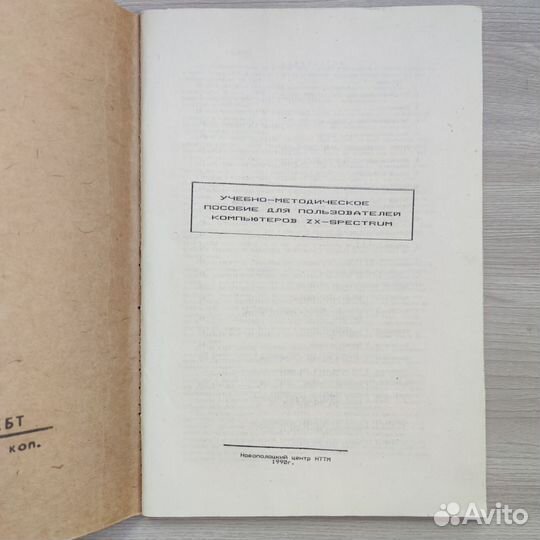 УЧЕБНО-МЕТОДИЧЕСКОЕ
ПОСОБИЕ ДЛЯ ПОЛЬЗОВАТЕЛЕЙ
КОМПЬЮТЕРОВ ZX-SPECTRUM
БТ
коп.
Новополоцкий центр НТТМ
1990г.
Avito